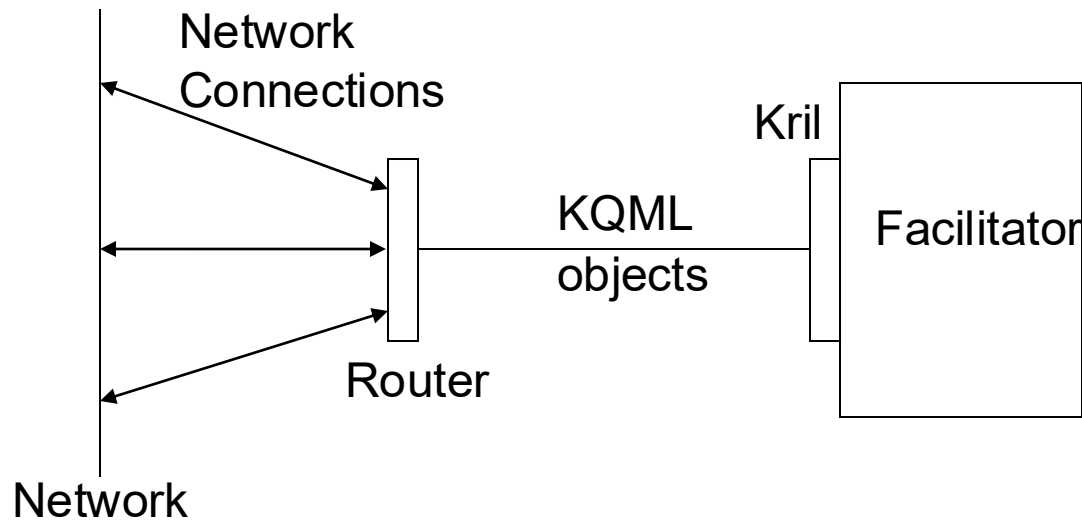 Network
Connections
Kril
KQML
objects
Facilitator
Router
Network